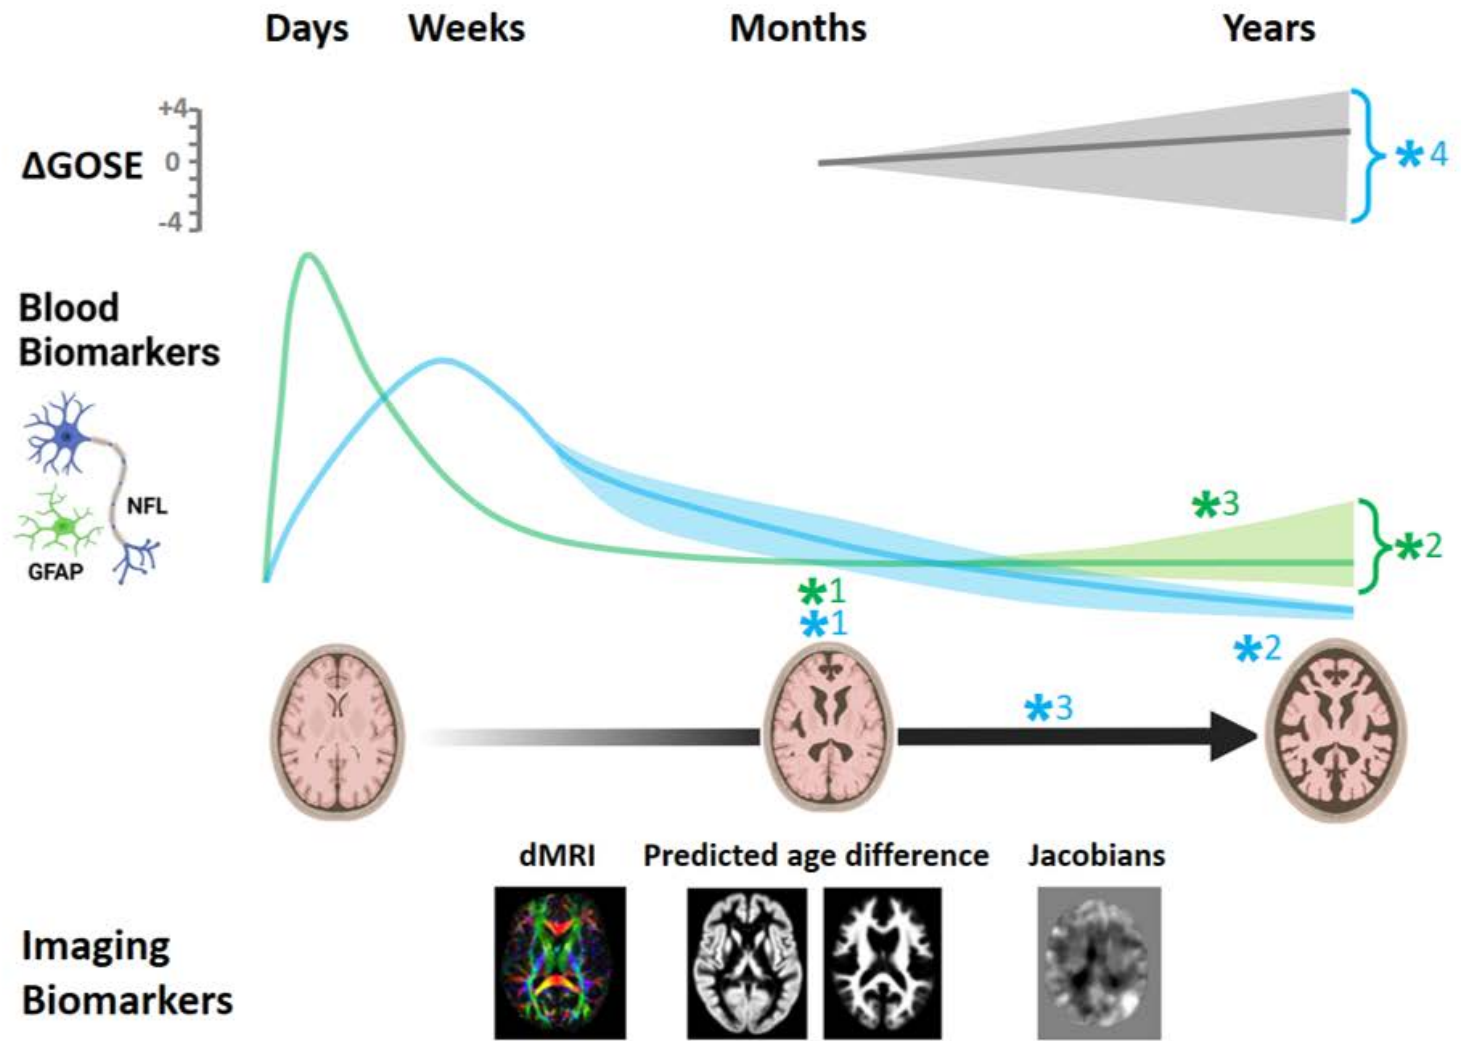 Days Weeks Months Years
+4
ΔGOSE 0
-4
*4
Blood
Biomarkers
NFL
GFAP
*3
*2
*1
*1
*2
*3
dMRI Predicted age difference Jacobians
Imaging
Biomarkers